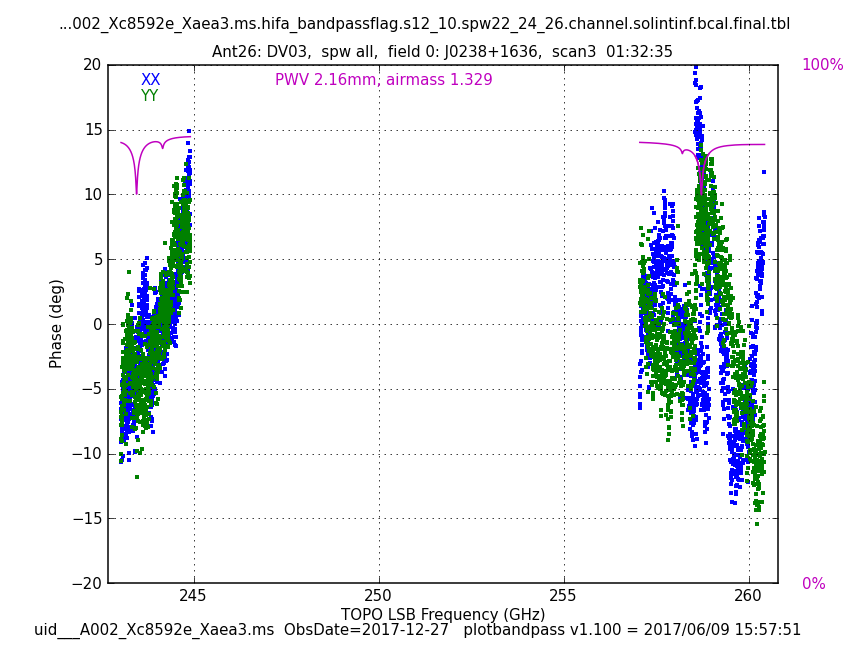 ...002_Xc8592e_Xaea3.ms.hifa_bandpassflag.s12_10.spw22_24_26.channel.solintinf.bcal.final.tbl
Ant26: DV03,  spw all,  field 0: J0238+1636,  scan3  01:32:35
XX
YY
PWV 2.16mm, airmass 1.329
100%
0%
20
15
10
5
0
−5
−10
−15
−20
Phase (deg)
245
250
255
260
TOPO LSB Frequency (GHz)
uid___A002_Xc8592e_Xaea3.ms  ObsDate=2017-12-27   plotbandpass v1.100 = 2017/06/09 15:57:51